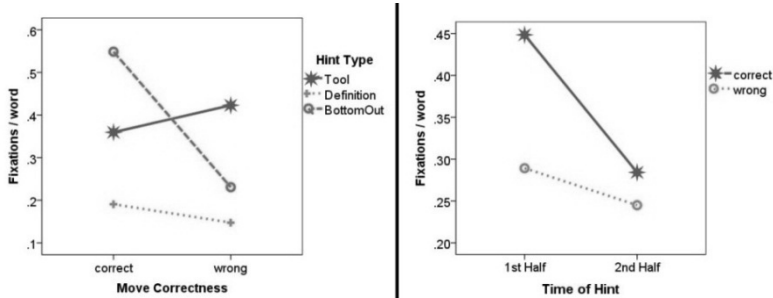 .6
.5
.4
.3
.2
.1
Fixations / word
correct
wrong
Move Correctness
Hint Type
Tool
Definition
BottomOut
.45
.40
.35
.30
.25
.20
Fixations / word
1st Half
2nd Half
Time of Hint
correct
wrong